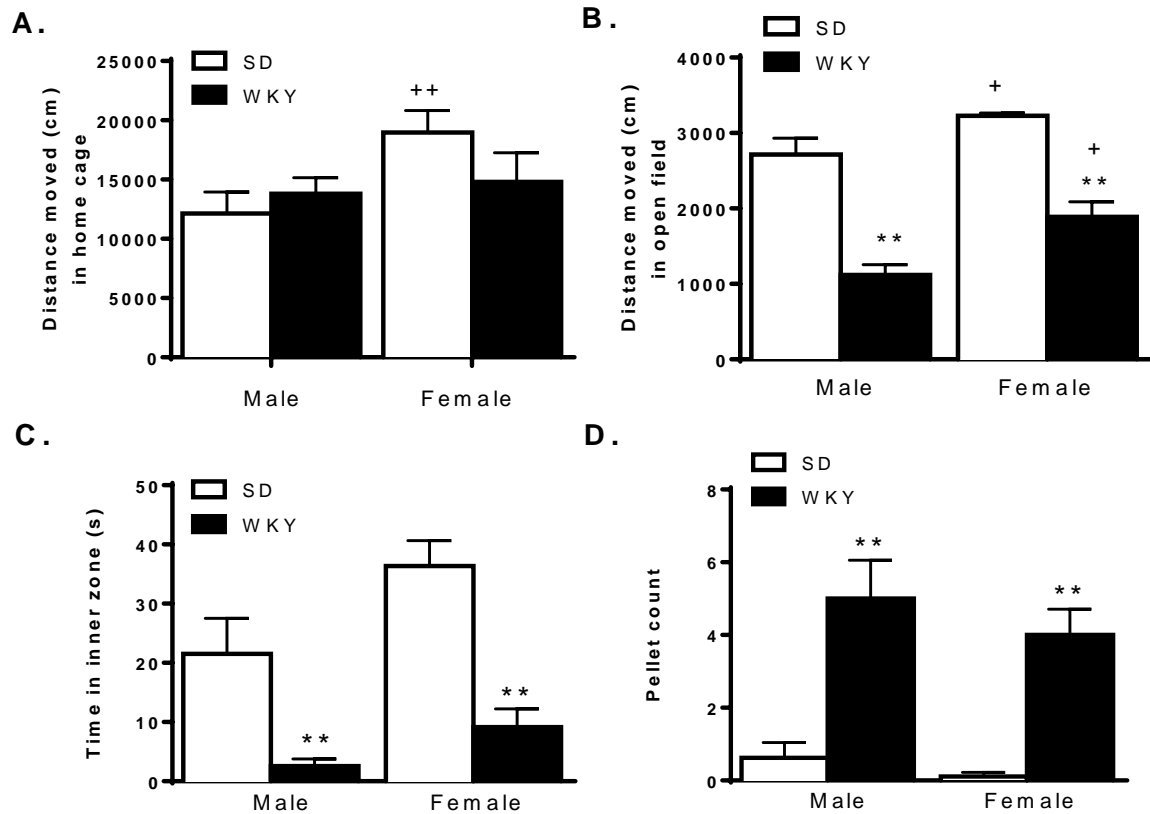 A.
SD
WKY
Distance moved (cm)
in home cage
25000
20000
15000
10000
5000
0
++
Male
Female
B.
SD
WKY
Distance moved (cm)
in open field
4000
3000
2000
1000
0
**
+
+
**
Male
Female
C.
SD
WKY
Time in inner zone (s)
50
40
30
20
10
0
**
**
Male
Female
D.
SD
WKY
Pellet count
8
6
4
2
0
**
**
Male
Female